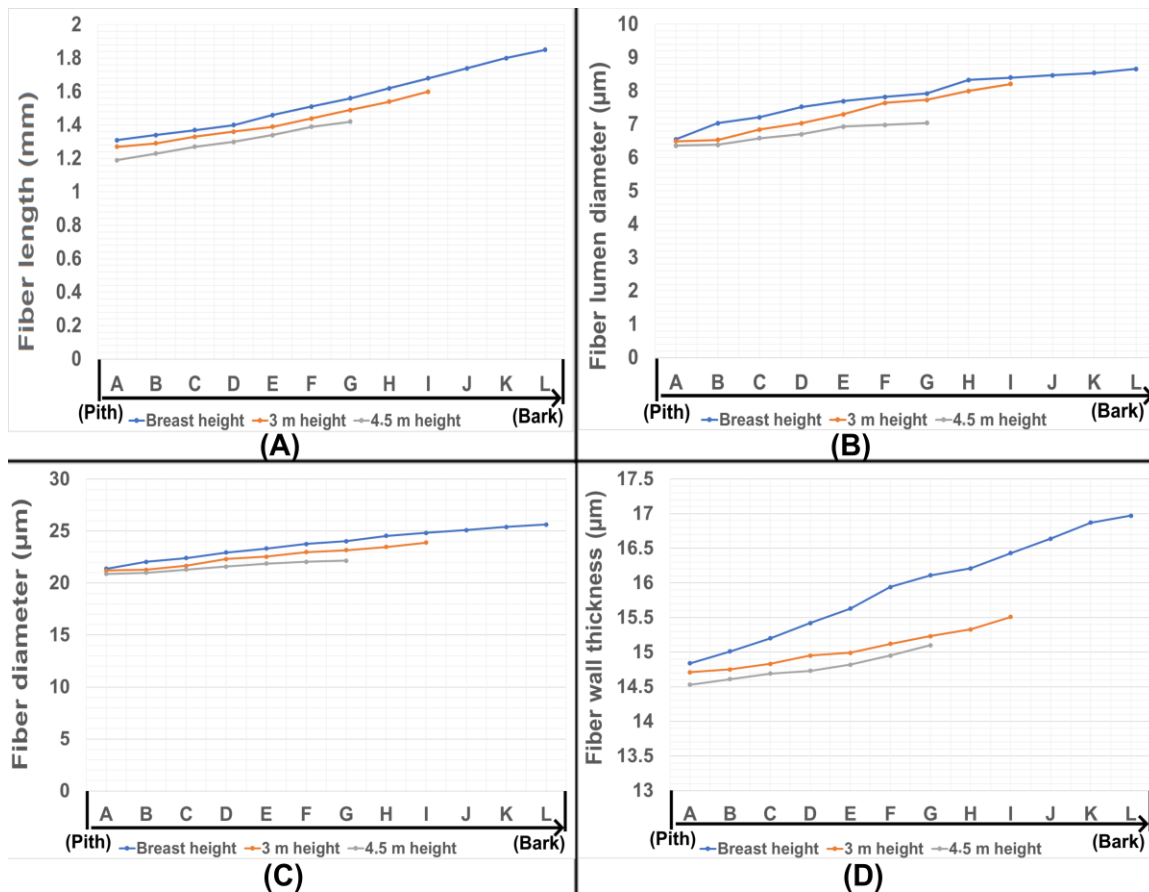 Fiber length (mm)
2
1.8
1.6
1.4
1.2
1
0.8
0.6
0.4
0.2
0
A B C D E F G H I J K L
(Pith) (Bark)
Breast height 3 m height 4.5 m height
(A)
Fiber lumen diameter (µm)
10
9
8
7
6
5
4
3
2
1
0
A B C D E F G H I J K L
(Pith) (Bark)
Breast height 3 m height 4.5 m height
(B)
Fiber diameter (µm)
30
25
20
15
10
5
0
A B C D E F G H I J K L
(Pith) (Bark)
Breast height 3 m height 4.5 m height
(C)
Fiber wall thickness (µm)
17.5
17
16.5
16
15.5
15
14.5
14
13.5
13
A B C D E F G H I J K L
(Pith) (Bark)
Breast height 3 m height 4.5 m height
(D)